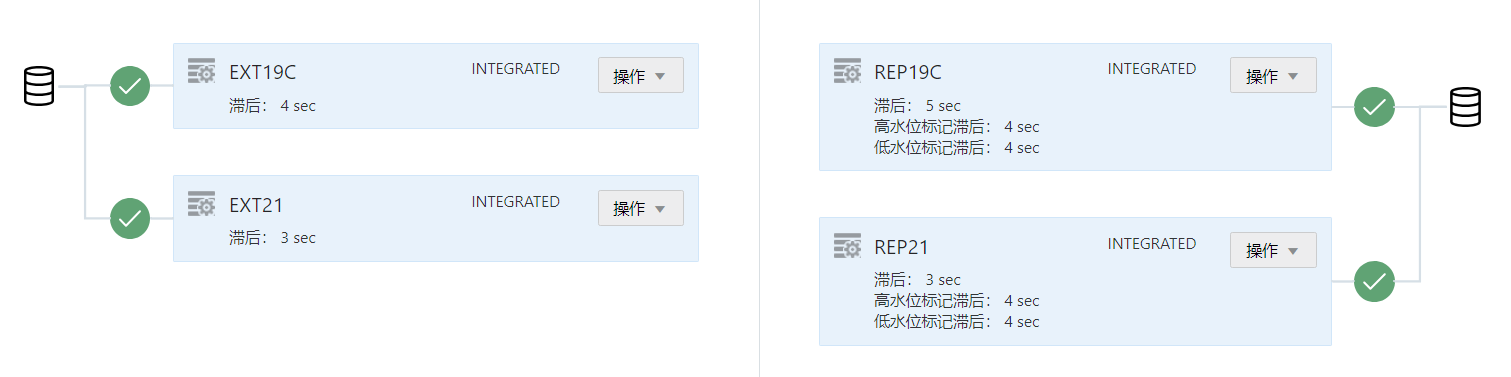 EXT19C INTEGRATED 操作
滞后： 4 sec
EXT21 INTEGRATED 操作
滞后： 3 sec
REP19C INTEGRATED 操作
滞后： 5 sec
高水位标记滞后： 4 sec
低水位标记滞后： 4 sec
REP21 INTEGRATED 操作
滞后： 3 sec
高水位标记滞后： 4 sec
低水位标记滞后： 4 sec